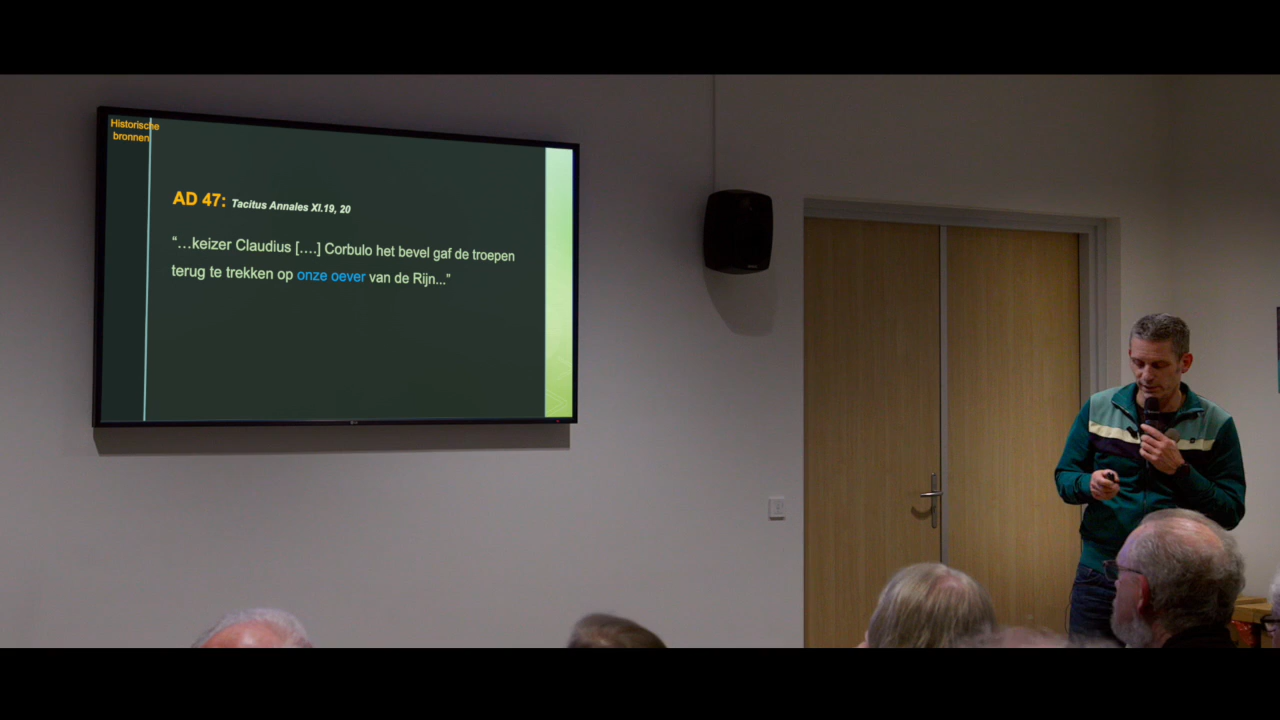 Historische
bronnen
AD 47: Tacitus Annales XI.19, 20
“…keizer Claudius [….] Corbulo het bevel gaf de troepen
terug te trekken op onze oever van de Rijn...”